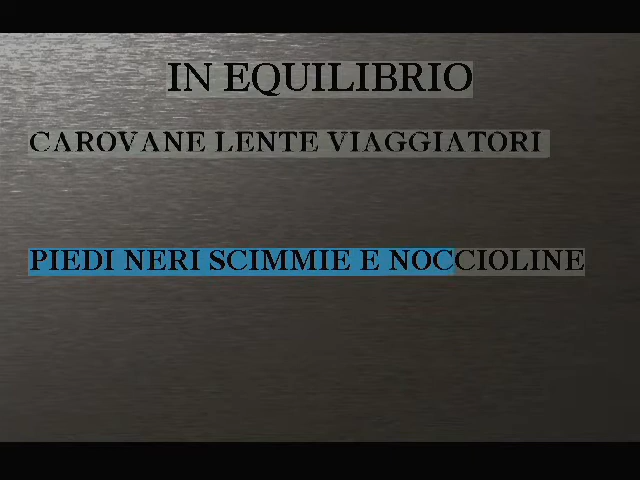 IN EQUILIBRIO
CAROVANE LENTE VIAGGIATORI
PIEDI NERI SCIMMIE E NOCCIOLINE